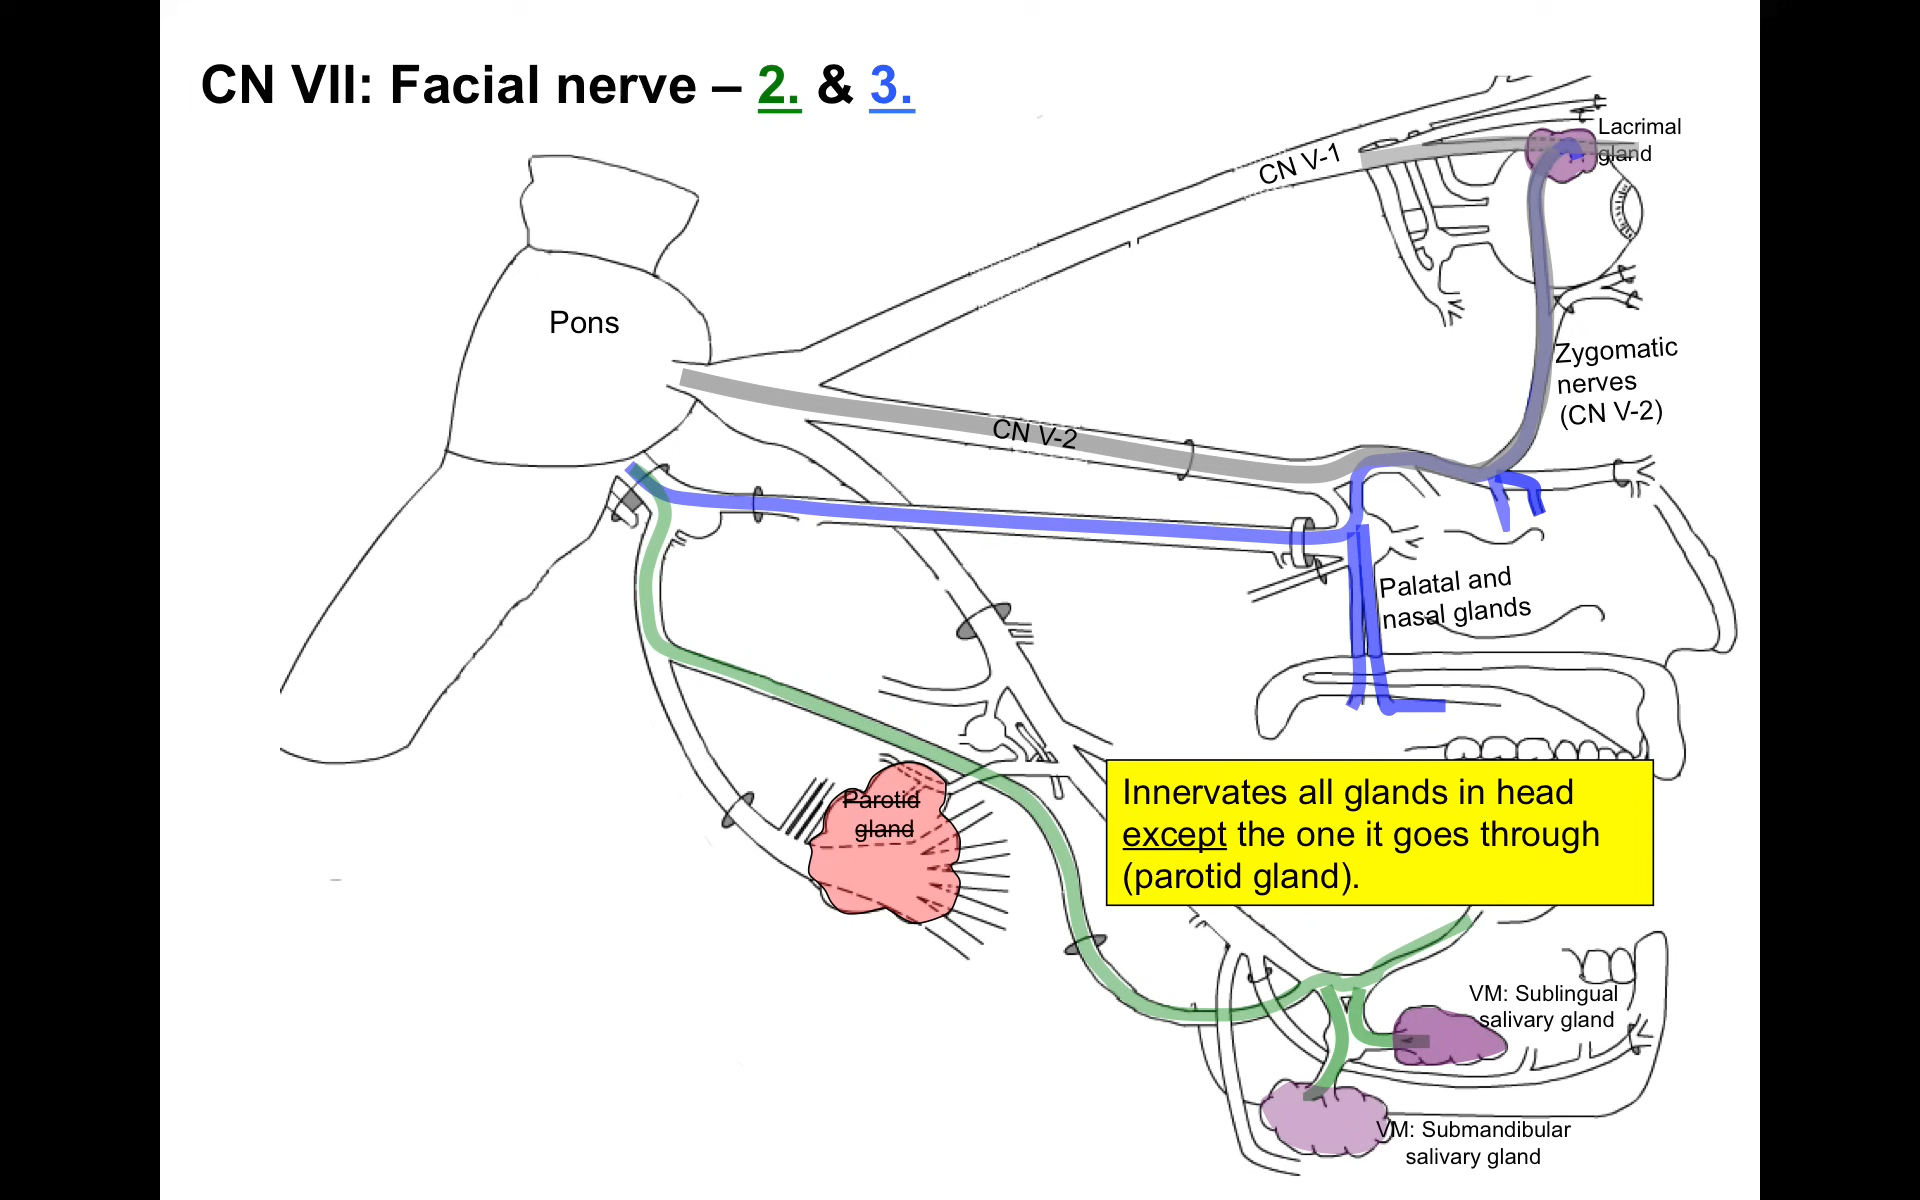 CN VII: Facial nerve – 2. & 3.
Lacrimal
gland
CN V-1
Pons
Zygomatic
nerves
(CN V-2)
CN V-2
Palatal and
nasal glands
Parotid
gland
Innervates all glands in head
except the one it goes through
(parotid gland).
VM: Sublingual
salivary gland
VM: Submandibular
salivary gland